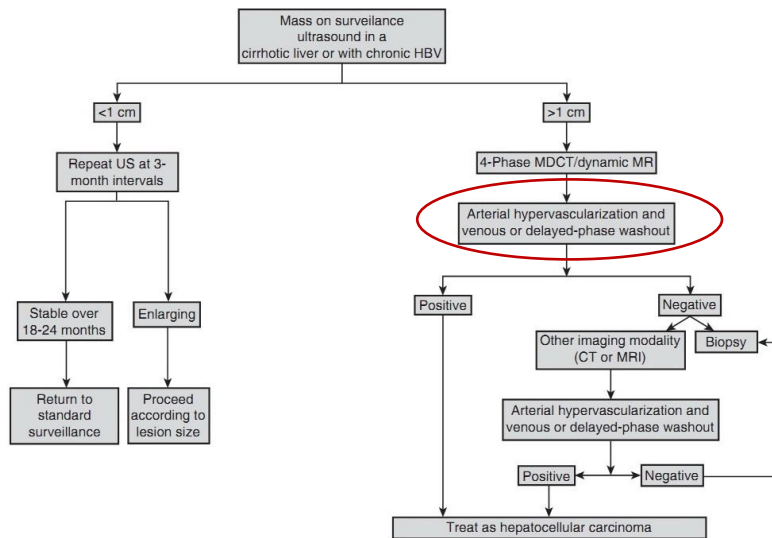 Mass on surveilance
ultrasound in a
cirrhotic liver or with chronic HBV
<1 cm
>1 cm
Repeat US at 3-
month intervals
4-Phase MDCT/dynamic MR
Arterial hypervascularization and
venous or delayed-phase washout
Stable over
18-24 months
Enlarging
Positive
Negative
Other imaging modality
(CT or MRI)
Biopsy
Return to
standard
surveillance
Proceed
according to
lesion size
Arterial hypervascularization and
venous or delayed-phase washout
Positive
Negative
Treat as hepatocellular carcinoma